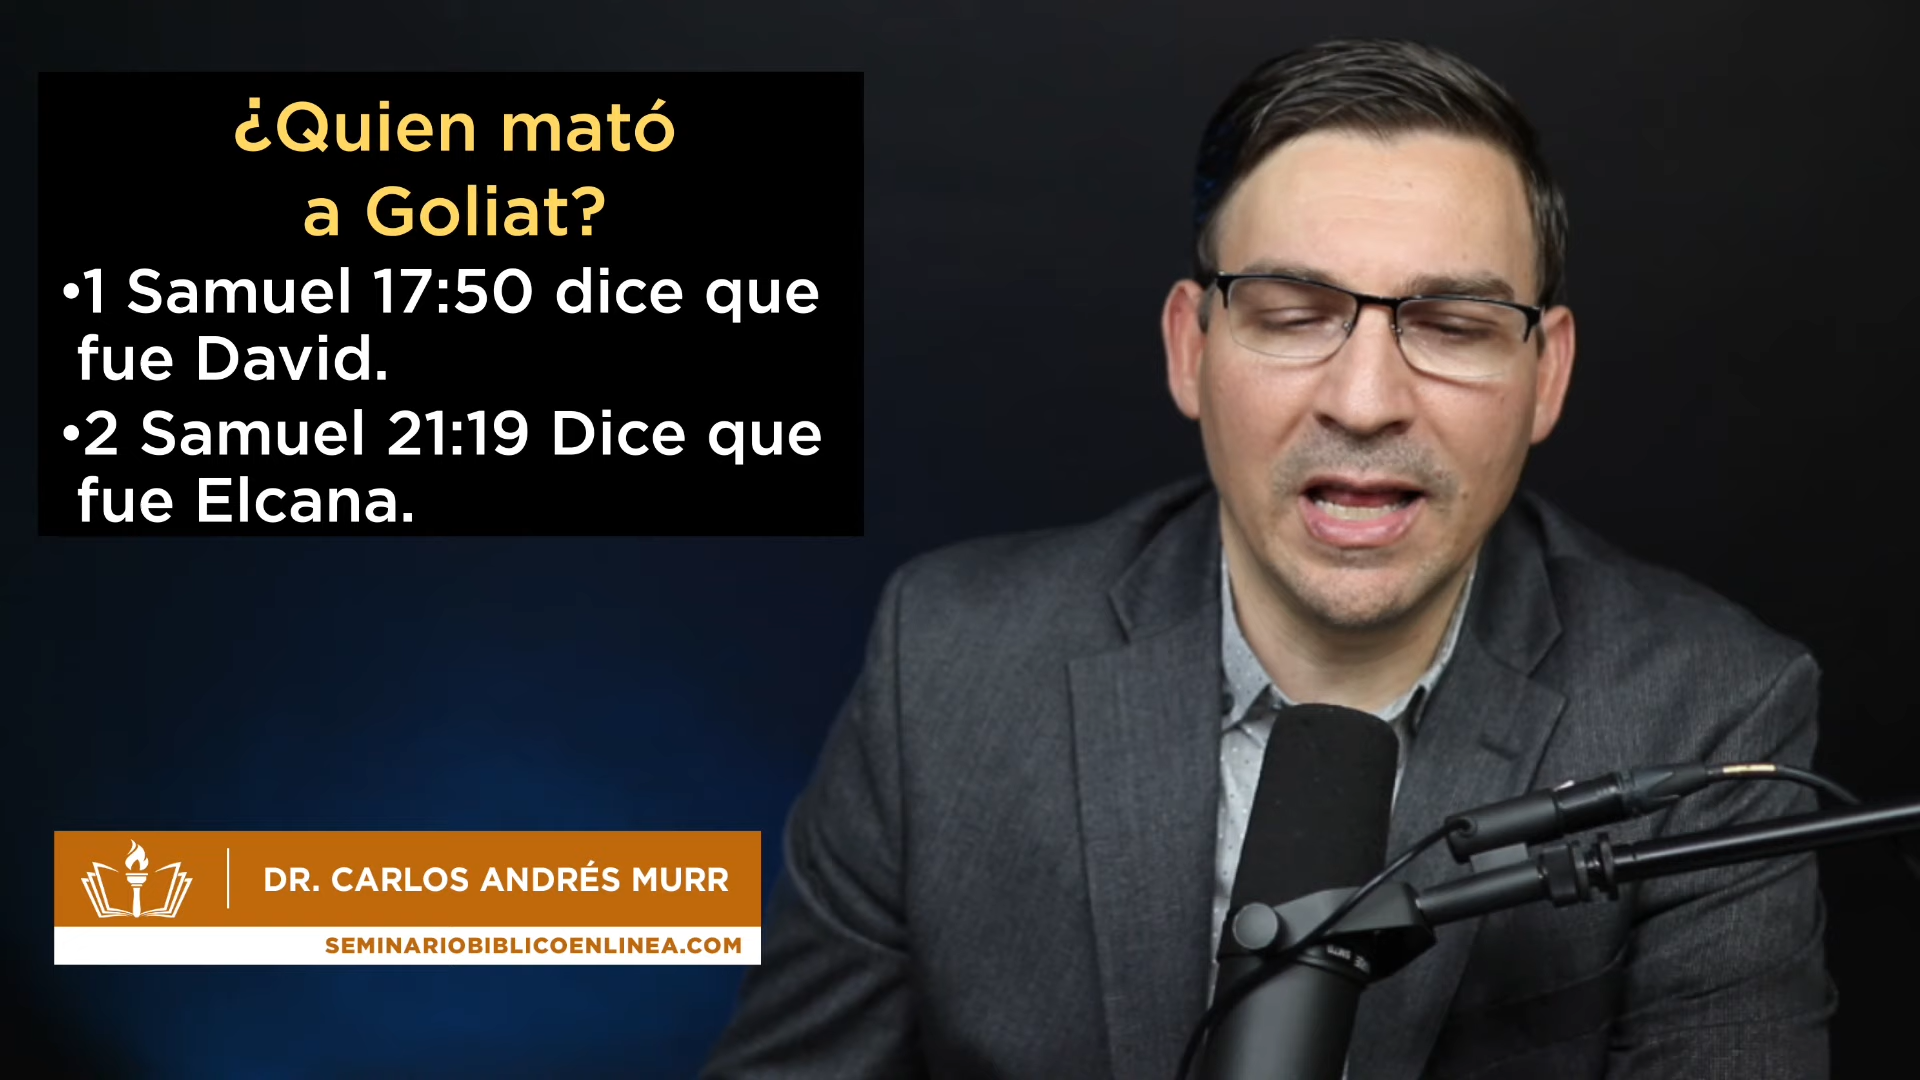 ¿Quien mató
a Goliat?
•1 Samuel 17:50 dice que
fue David.
•2 Samuel 21:19 Dice que
fue Elcana.
DR. CARLOS ANDRÉS MURR
SEMINARIOBIBLICOENLINEA.COM